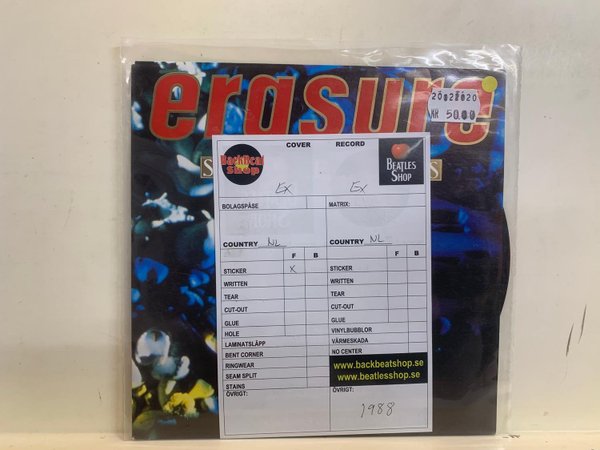 erasure
20022020
KR 50.00
S
S
COVER
RECORD
BackBeat Shop
BEATLES SHOP
EX
EX
BOLAGSPÅSE
MATRIX:
COUNTRY NL
COUNTRY NL
F B
F B
STICKER X
STICKER
WRITTEN
WRITTEN
TEAR
TEAR
CUT-OUT
CUT-OUT
GLUE
GLUE
HOLE
VINYLBUBBLOR
LAMINATSLÄPP
VÄRMESKADA
BENT CORNER
NO CENTER
RINGWEAR
SEAM SPLIT
STAINS
www.backbeatshop.se
www.beatlesshop.se
ÖVRIGT:
ÖVRIGT:
1988